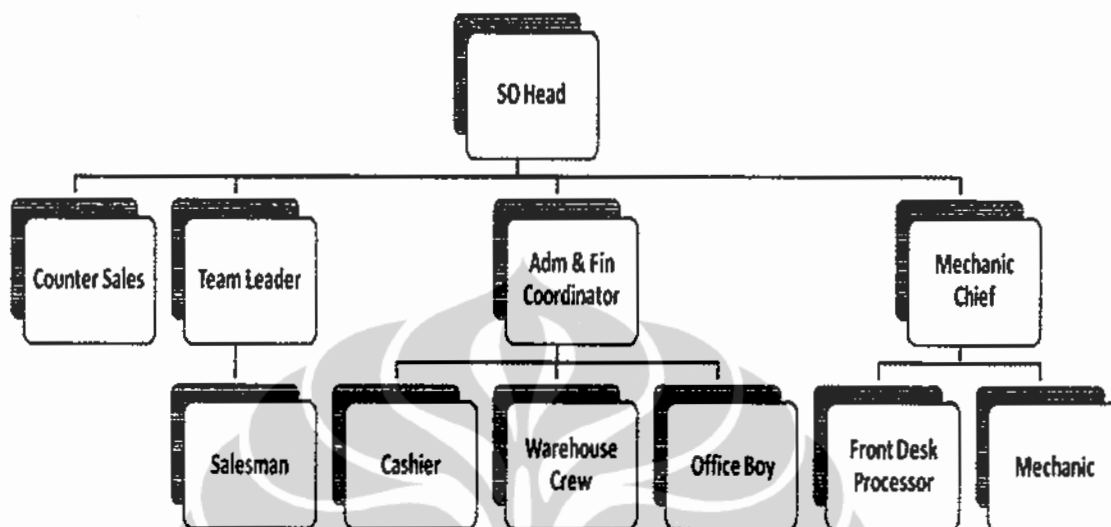 SO Head
Counter Sales
Team Leader
Adm & Fin
Coordinator
Mechanic
Chief
Salesman
Cashier
Warehouse
Crew
Office Boy
Front Desk
Processor
Mechanic